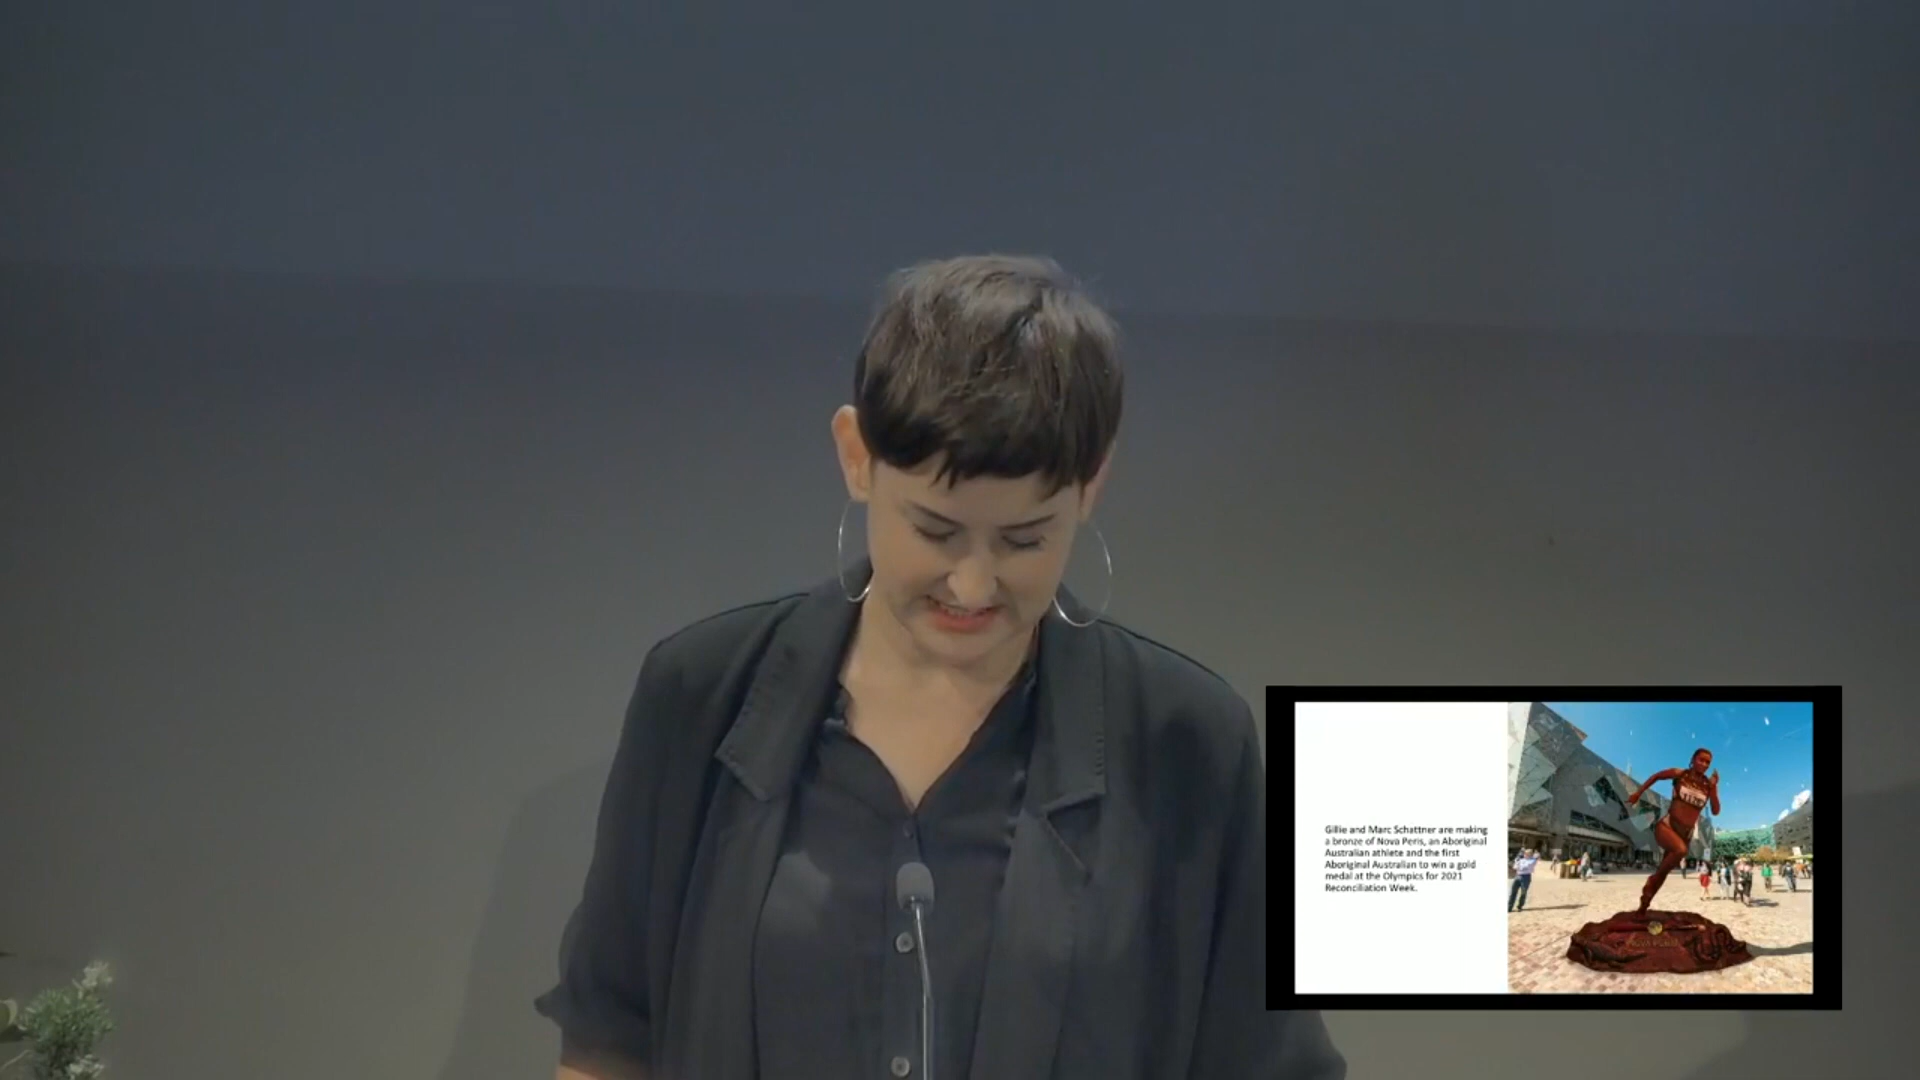 Gillie and Marc Schattner are making
a bronze of Nova Peris, an Aboriginal
Australian athlete and the first
Aboriginal Australian to win a gold
medal at the Olympics for 2021
Reconciliation Week.